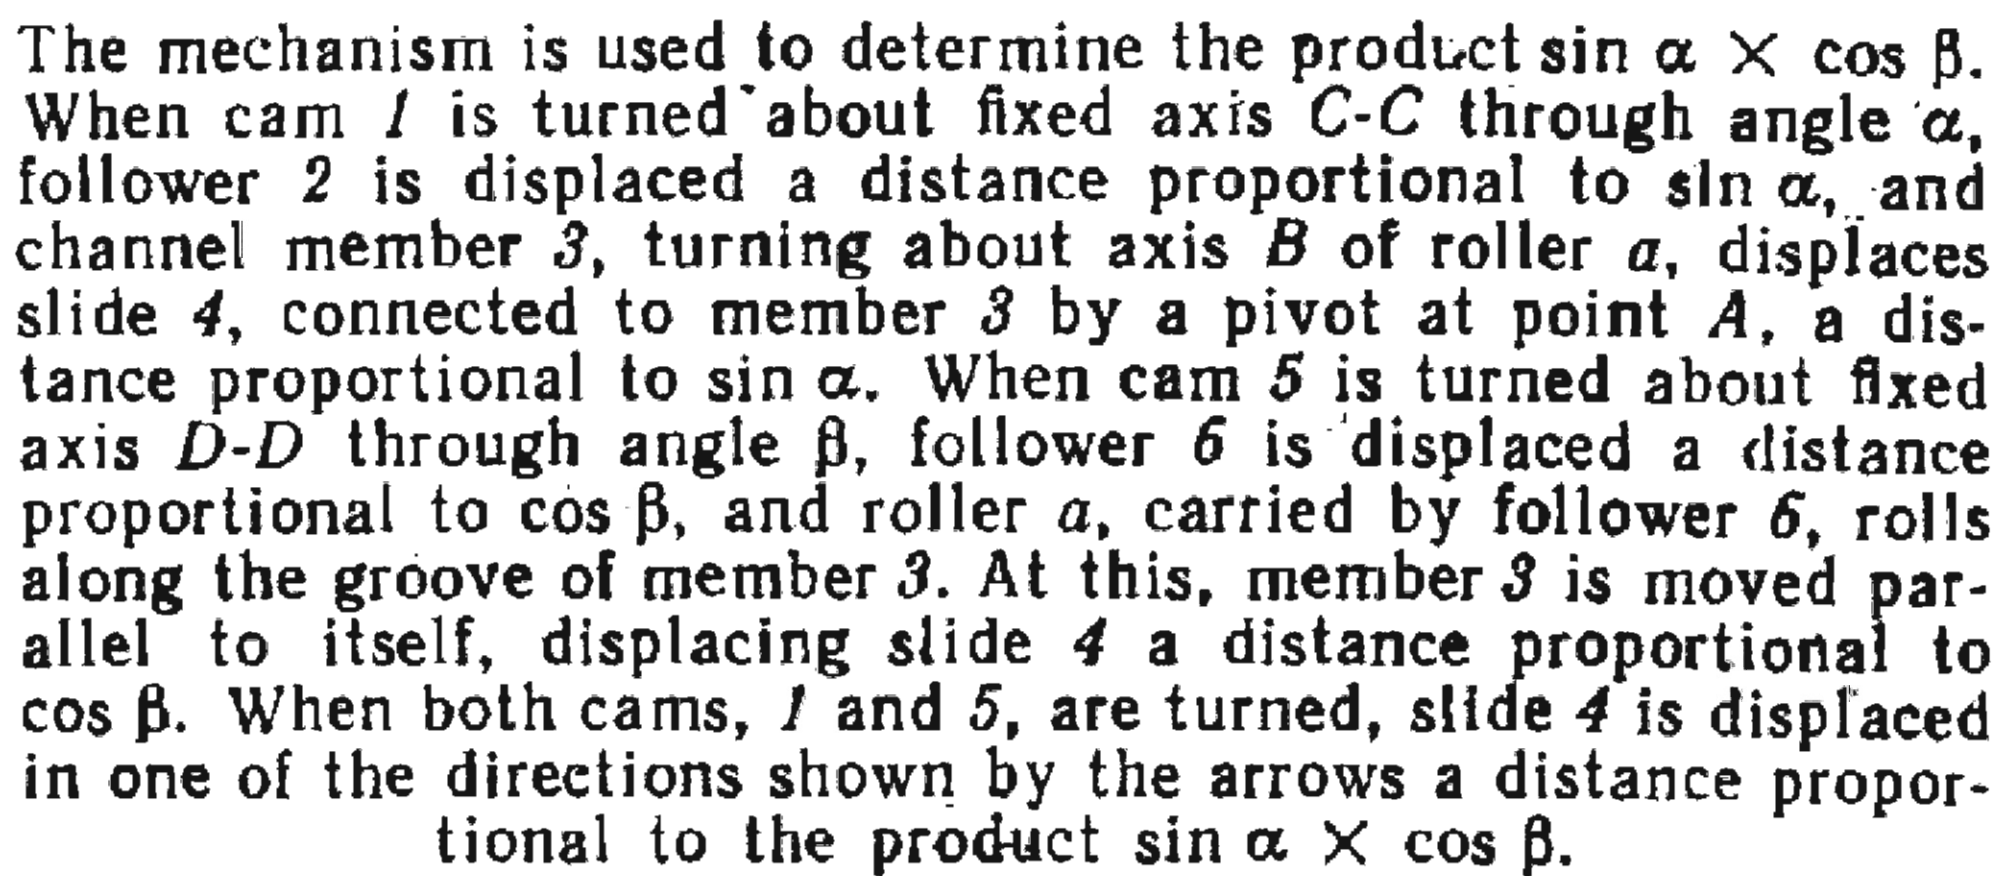 The mechanism is used to determine the product sin α × cos β.
When cam 1 is turned about fixed axis C-C through angle α,
follower 2 is displaced a distance proportional to sin α, and
channel member 3, turning about axis B of roller a, displaces
slide 4, connected to member 3 by a pivot at point A, a dis-
tance proportional to sin α. When cam 5 is turned about fixed
axis D-D through angle β, follower 6 is displaced a distance
proportional to cos β, and roller a, carried by follower 6, rolls
along the groove of member 3. At this, member 3 is moved par-
allel to itself, displacing slide 4 a distance proportional to
cos β. When both cams, 1 and 5, are turned, slide 4 is displaced
in one of the directions shown by the arrows a distance propor-
tional to the product sin α × cos β.